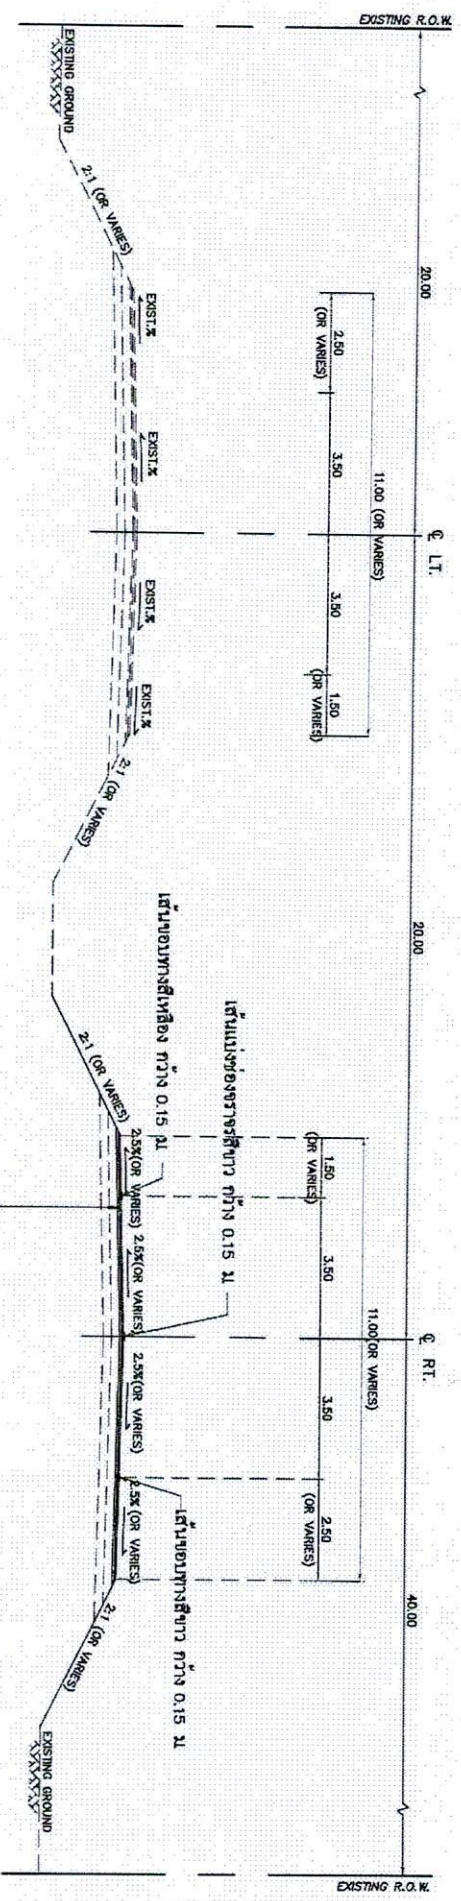 EXISTING R.O.W.
20.00
20.00
40.00
EXISTING R.O.W.
℄ LT.
℄ RT.
11.00 (OR VARIES)
11.00(OR VARIES)
2.50
(OR VARIES)
3.50
3.50
1.50
(OR VARIES)
1.50
(OR VARIES)
3.50
3.50
2.50
(OR VARIES)
เส้นแบ่งช่องจราจรสีขาว กว้าง 0.15 ม
เส้นขอบทางสีเหลือง กว้าง 0.15 ม
เส้นขอบทางสีขาว กว้าง 0.15 ม
EXIST.%
EXIST.%
EXIST.%
EXIST.%
2.5%(OR VARIES)
2.5%(OR VARIES)
2.5%(OR VARIES)
2.5% (OR VARIES)
2:1 (OR VARIES)
2:1 (OR VARIES)
2:1 (OR VARIES)
2:1 (OR VARIES)
EXISTING GROUND
EXISTING GROUND